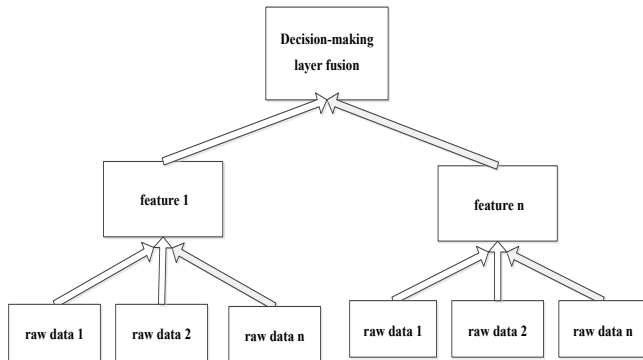 Decision-making
layer fusion
feature 1
feature n
raw data 1
raw data 2
raw data n
raw data 1
raw data 2
raw data n